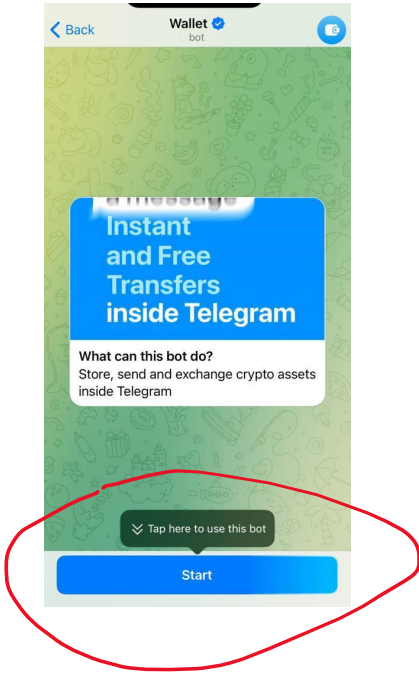 Back
Wallet
bot
a message
Instant
and Free
Transfers
inside Telegram
What can this bot do?
Store, send and exchange crypto assets
inside Telegram
Tap here to use this bot
Start